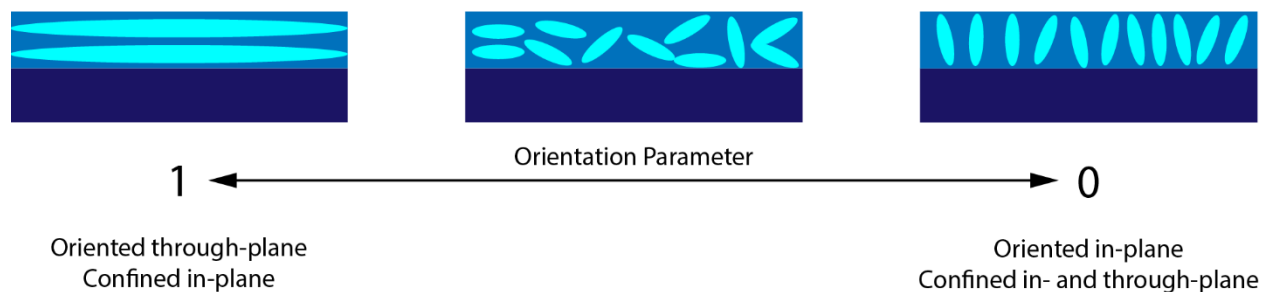 Orientation Parameter
1
0
Oriented through-plane
Confined in-plane
Oriented in-plane
Confined in- and through-plane